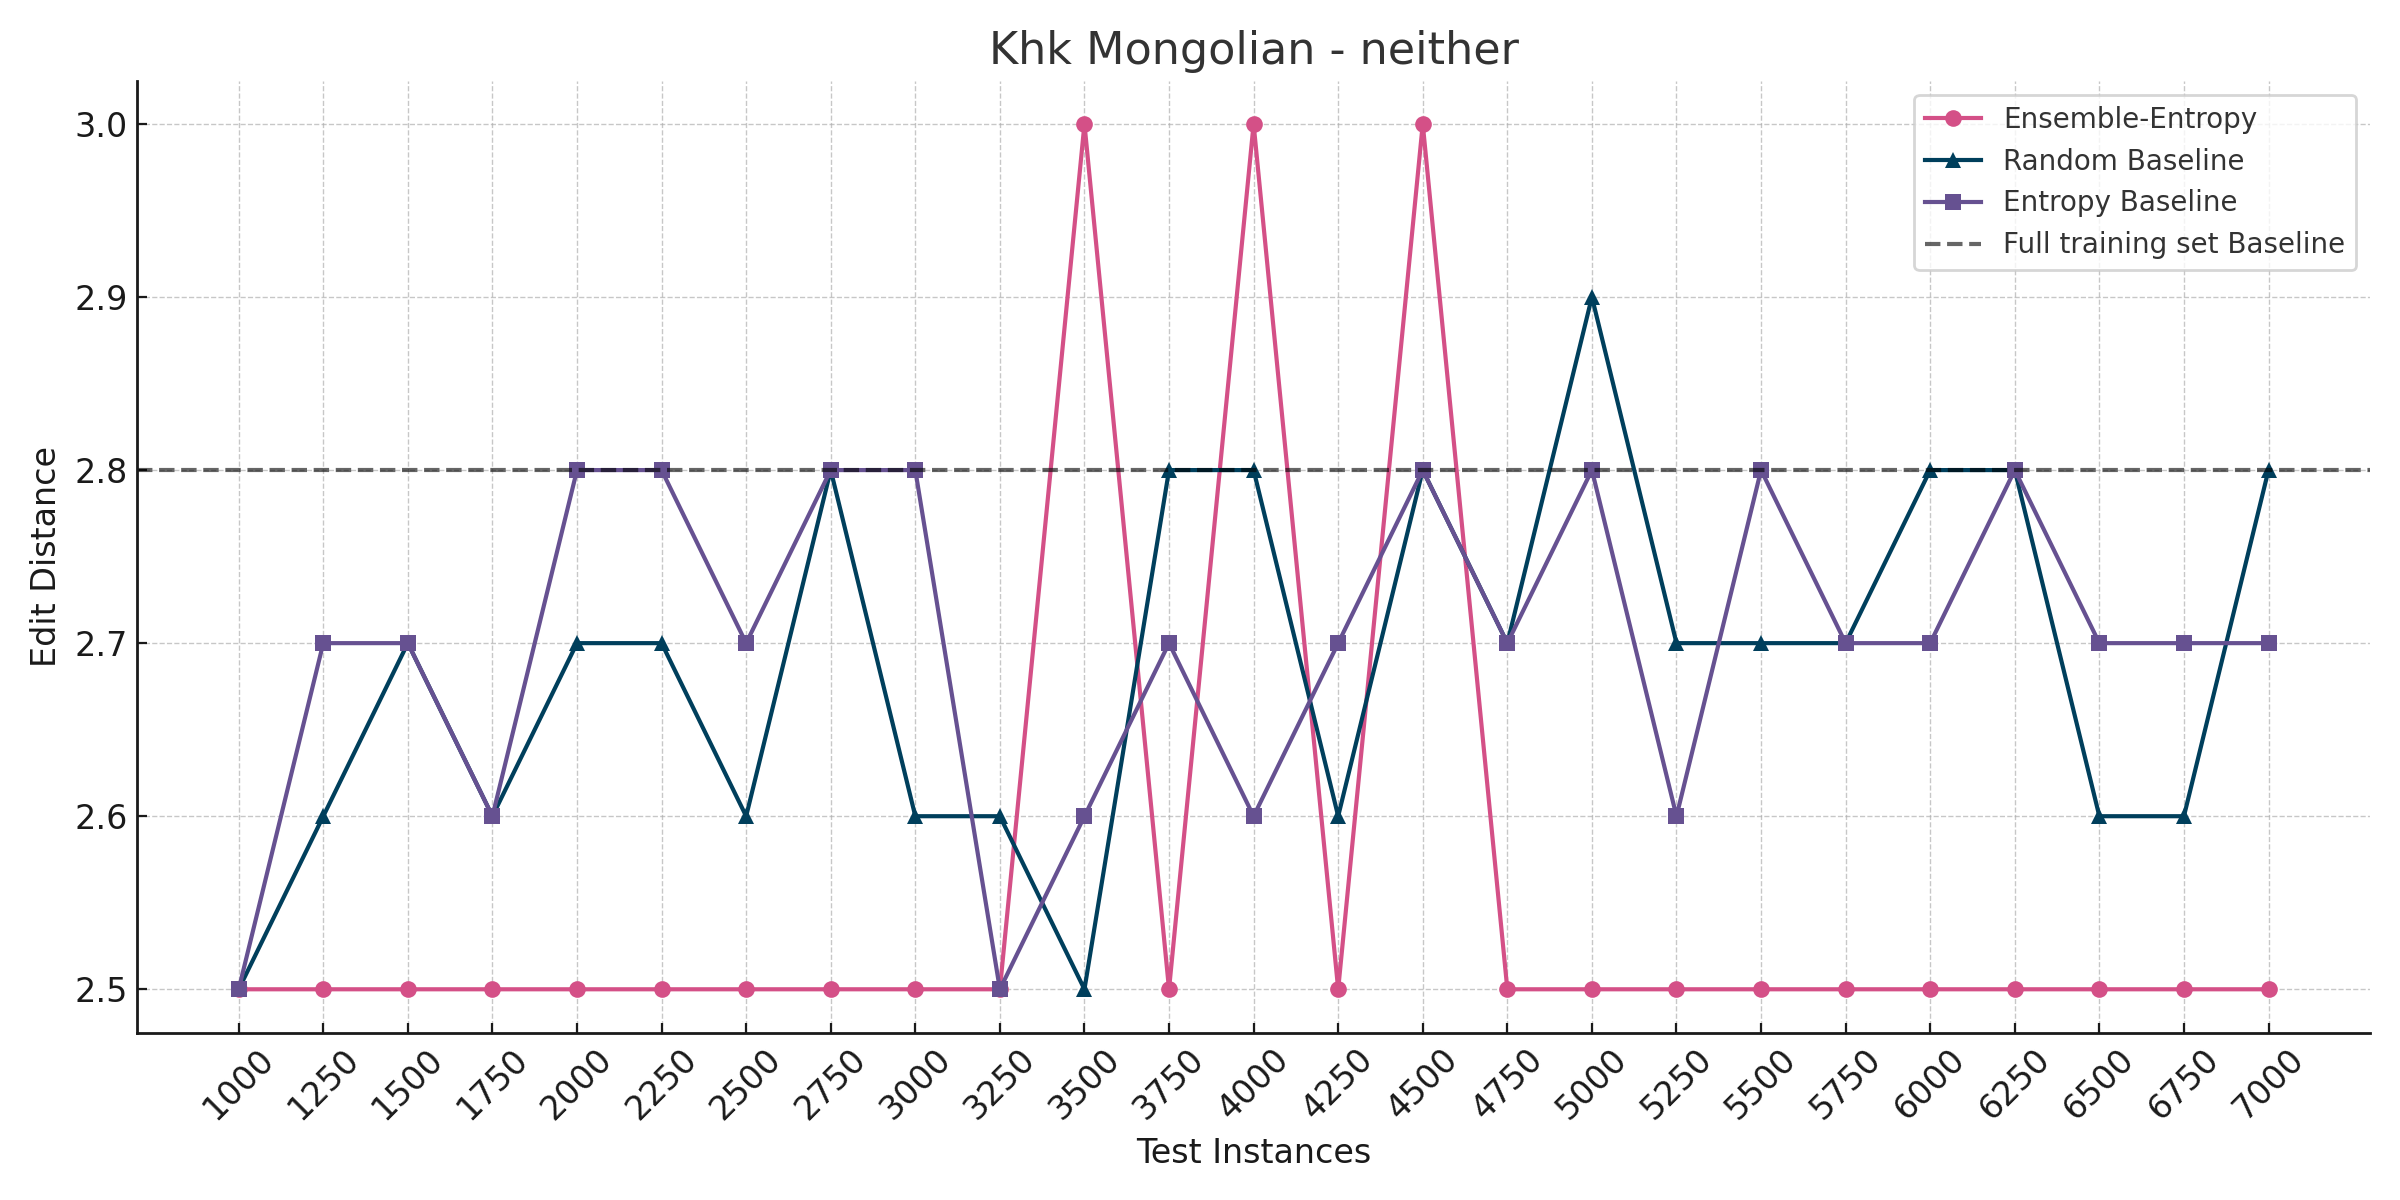 Khk Mongolian - neither
Ensemble-Entropy
Random Baseline
Entropy Baseline
Full training set Baseline
Edit Distance
3.0
2.9
2.8
2.7
2.6
2.5
1000 1250 1500 1750 2000 2250 2500 2750 3000 3250 3500 3750 4000 4250 4500 4750 5000 5250 5500 5750 6000 6250 6500 6750 7000
Test Instances